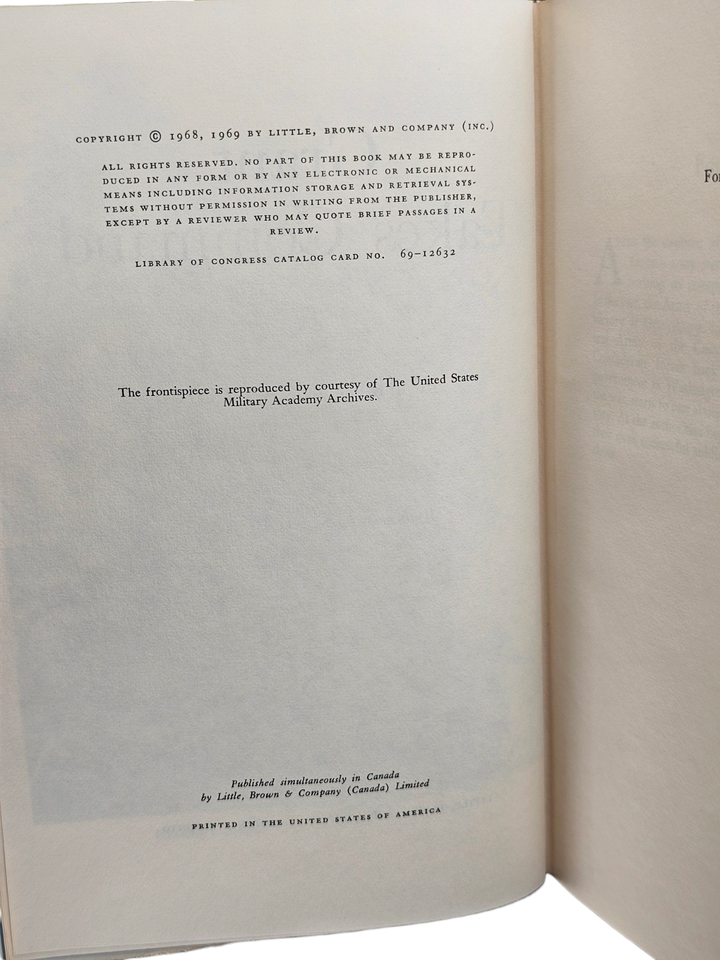 COPYRIGHT © 1968, 1969 BY LITTLE, BROWN AND COMPANY (INC.)
ALL RIGHTS RESERVED. NO PART OF THIS BOOK MAY BE REPRO-
DUCED IN ANY FORM OR BY ANY ELECTRONIC OR MECHANICAL
MEANS INCLUDING INFORMATION STORAGE AND RETRIEVAL SYS-
TEMS WITHOUT PERMISSION IN WRITING FROM THE PUBLISHER,
EXCEPT BY A REVIEWER WHO MAY QUOTE BRIEF PASSAGES IN A
REVIEW.
LIBRARY OF CONGRESS CATALOG CARD NO. 69-12632
The frontispiece is reproduced by courtesy of The United States
Military Academy Archives.
Published simultaneously in Canada
by Little, Brown & Company (Canada) Limited
PRINTED IN THE UNITED STATES OF AMERICA